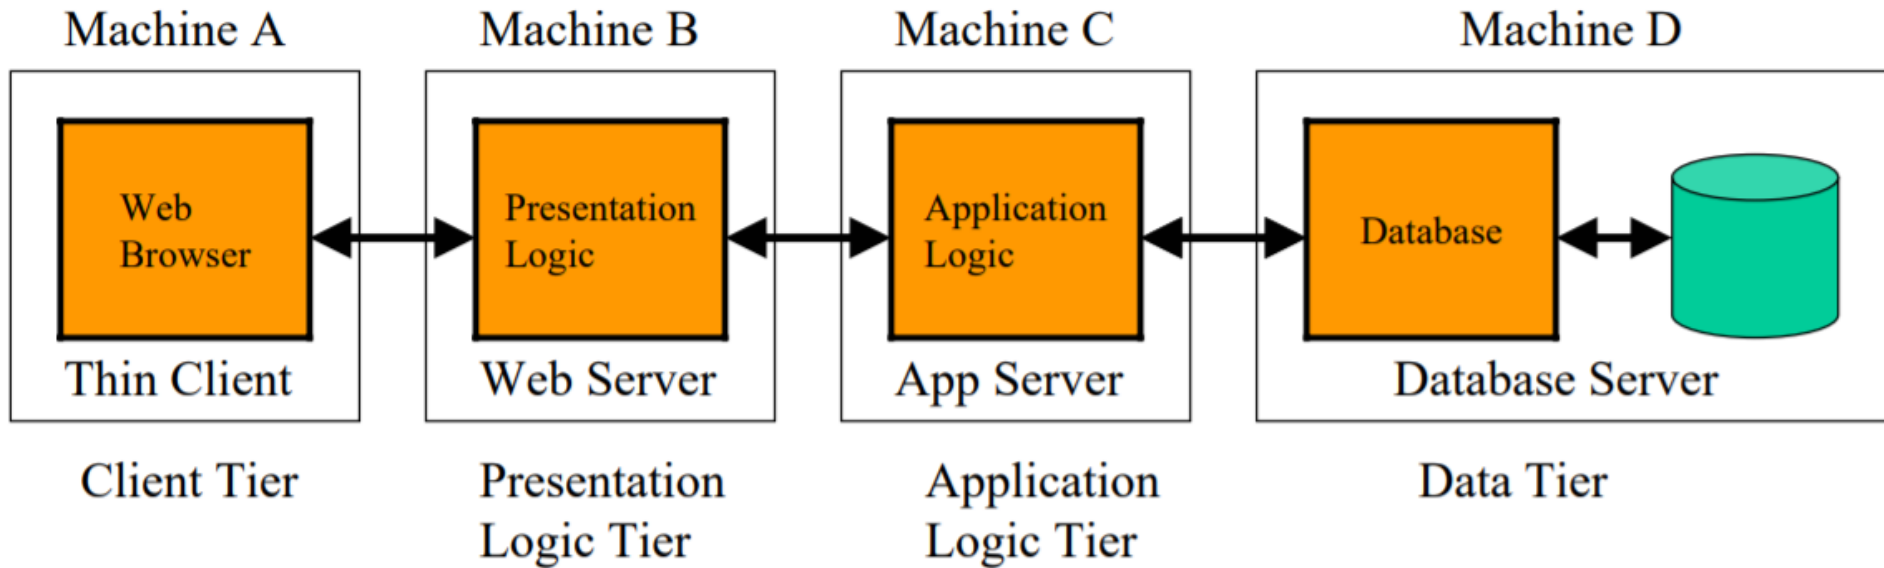 Machine A
Machine B
Machine C
Machine D
Web
Browser
Presentation
Logic
Application
Logic
Database
Thin Client
Web Server
App Server
Database Server
Client Tier
Presentation
Logic Tier
Application
Logic Tier
Data Tier